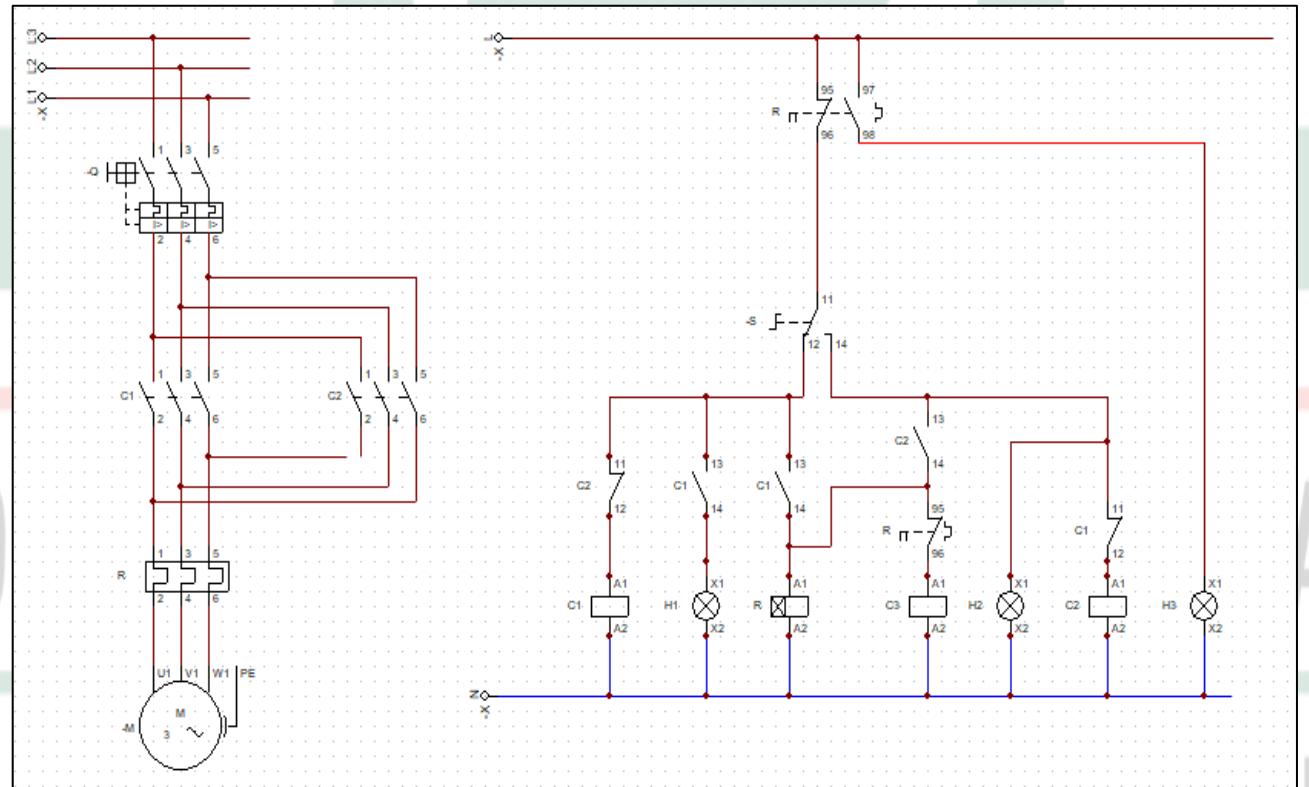 L3
L2
L1
-X
L
-X
95 97
R
96 98
1 3 5
-Q
I> I> I>
2 4 6
11
-S
12 14
1 3 5
C1
2 4 6
1 3 5
C2
2 4 6
13
C2
14
11
C2
12
13
C1
14
13
C1
14
95
R
96
11
C1
12
1 3 5
R
2 4 6
A1
C1
A2
X1
H1
X2
A1
R
A2
A1
C3
A2
X1
H2
X2
A1
C2
A2
X1
H3
X2
U1 V1 W1 PE
M
-M
3
N
-X